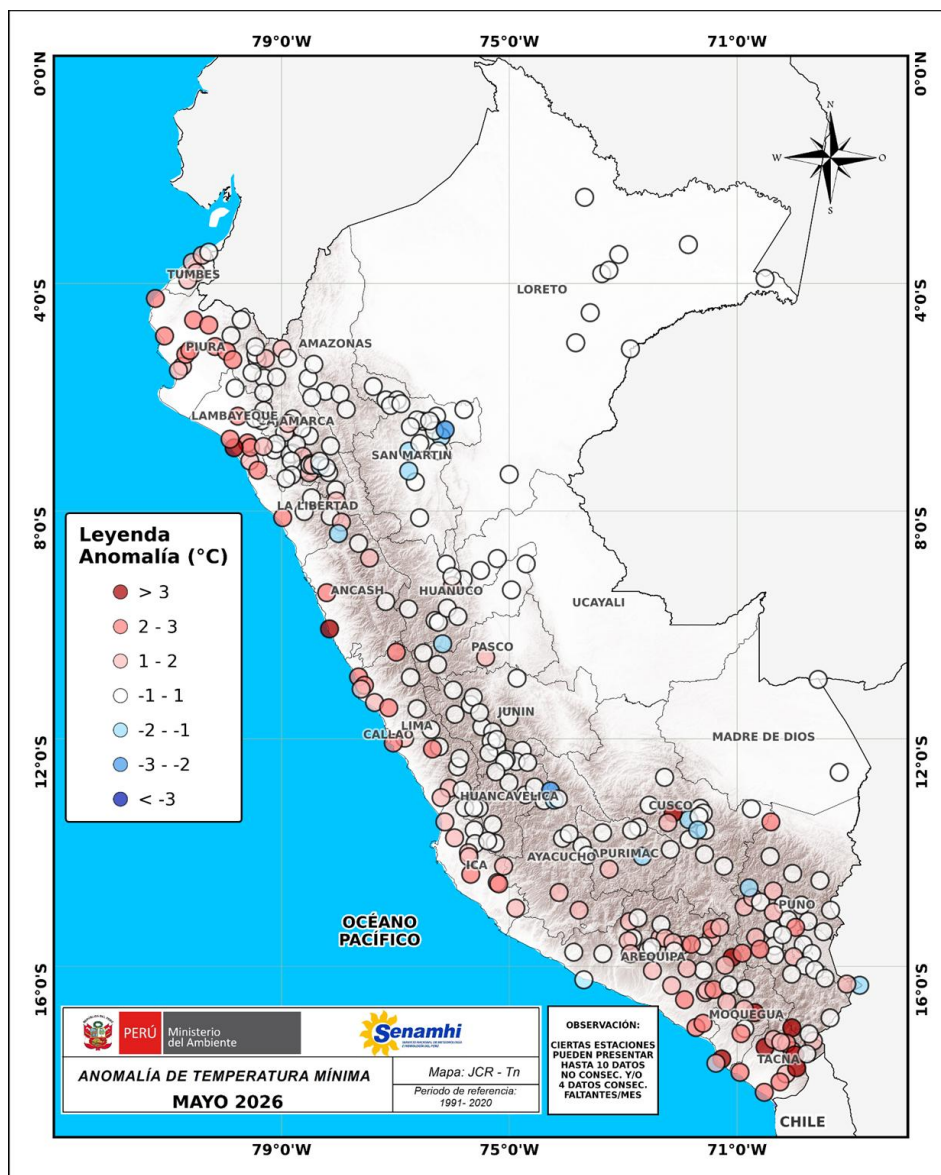 79°0'W 75°0'W 71°0'W
0°0'N 0°0'N
N
W O
S
LORETO
TUMBES
4°0'S 4°0'S
AMAZONAS
PIURA
LAMBAYEQUE
CAJAMARCA
SAN MARTIN
LA LIBERTAD
8°0'S 8°0'S
Leyenda
Anomalía (°C)
> 3
2 - 3
1 - 2
-1 - 1
-2 - -1
-3 - -2
< -3
ANCASH
HUANUCO
UCAYALI
PASCO
JUNIN
LIMA
CALLAO
12°0'S 12°0'S
MADRE DE DIOS
HUANCAVELICA
CUSCO
AYACUCHO
APURIMAC
ICA
PUNO
OCÉANO
PACÍFICO
AREQUIPA
16°0'S 16°0'S
MOQUEGUA
TACNA
CHILE
PERÚ
Ministerio
del Ambiente
Senamhi
ANOMALÍA DE TEMPERATURA MÍNIMA
MAYO 2026
Mapa: JCR - Tn
Periodo de referencia:
1991- 2020
OBSERVACIÓN:
CIERTAS ESTACIONES
PUEDEN PRESENTAR
HASTA 10 DATOS
NO CONSEC. Y/O
4 DATOS CONSEC.
FALTANTES/MES
79°0'W 75°0'W 71°0'W